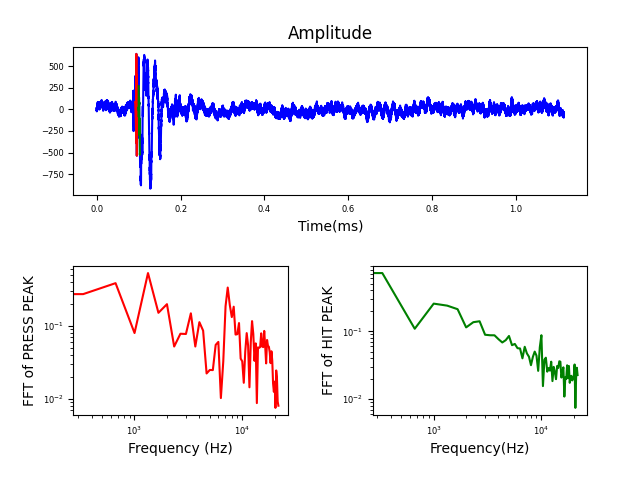 Amplitude
500
250
0
−250
−500
−750
0.0 0.2 0.4 0.6 0.8 1.0
Time(ms)
FFT of PRESS PEAK
10⁻¹
10⁻²
10³ 10⁴
Frequency (Hz)
FFT of HIT PEAK
10⁻¹
10⁻²
10³ 10⁴
Frequency(Hz)